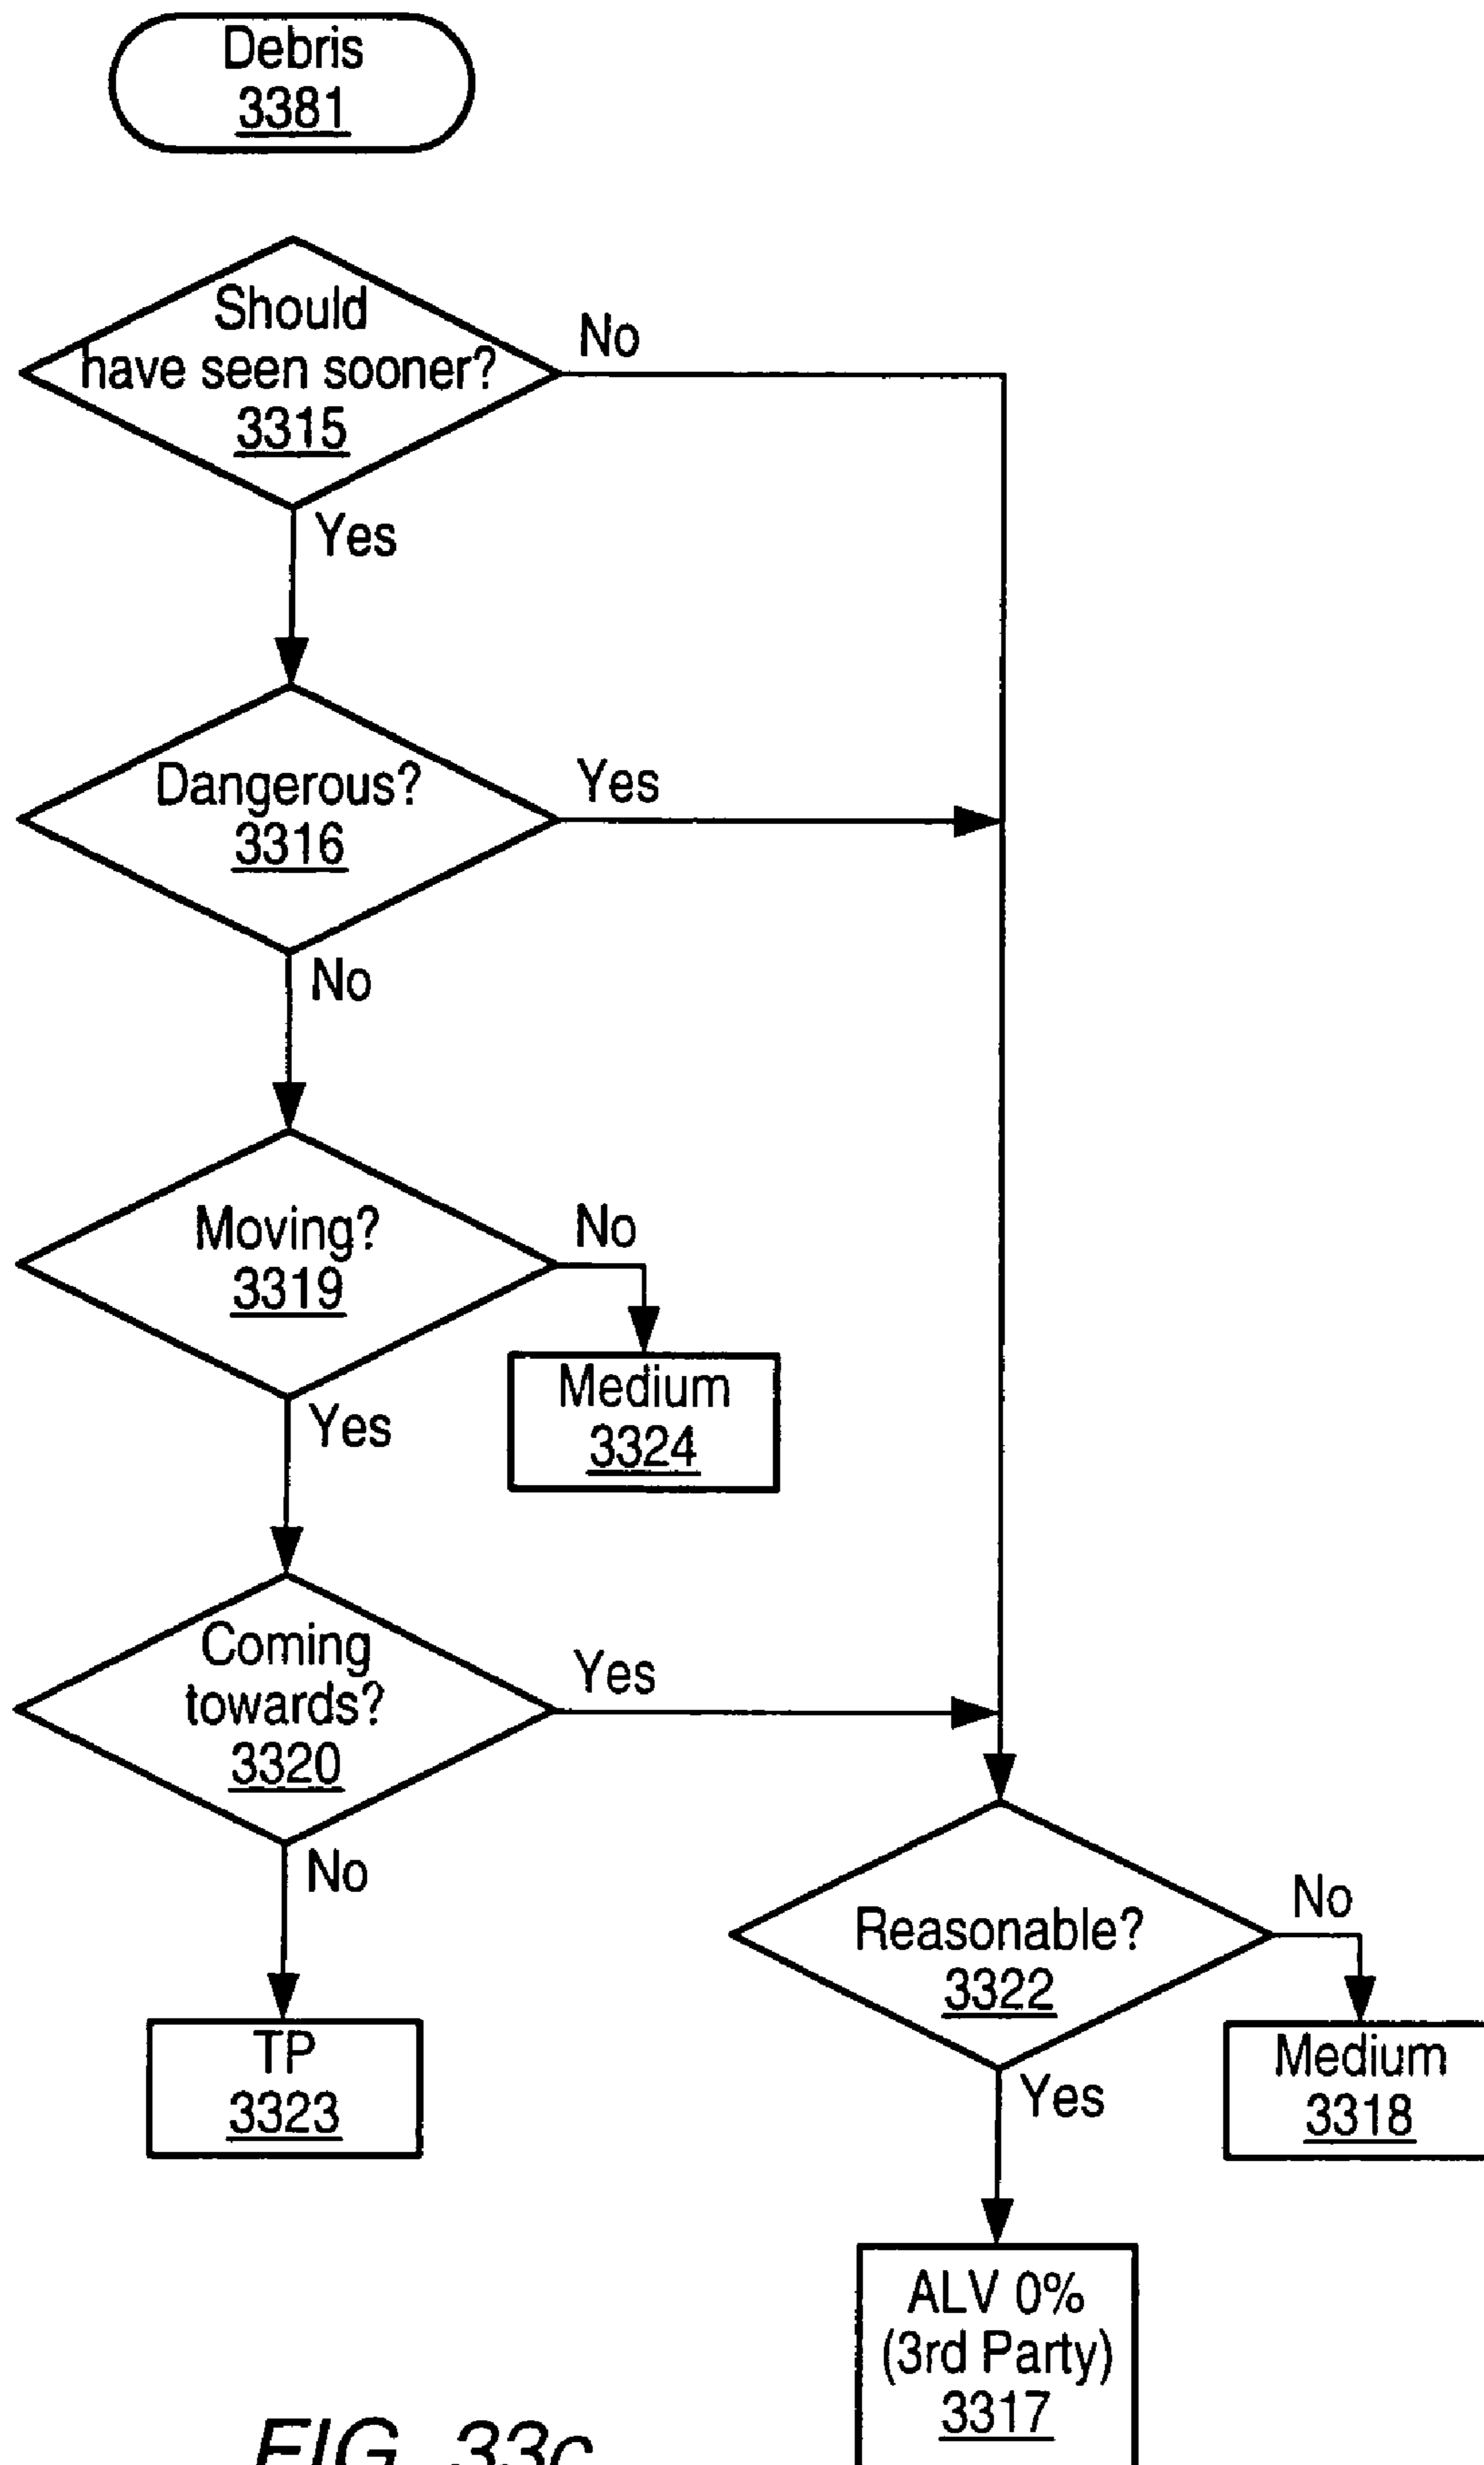 Debris
3381
Should
have seen sooner?
3315
No
Yes
Dangerous?
3316
Yes
No
Moving?
3319
No
Medium
3324
Yes
Coming
towards?
3320
Yes
No
TP
3323
Reasonable?
3322
No
Medium
3318
Yes
ALV 0%
(3rd Party)
3317
FIG. 33c